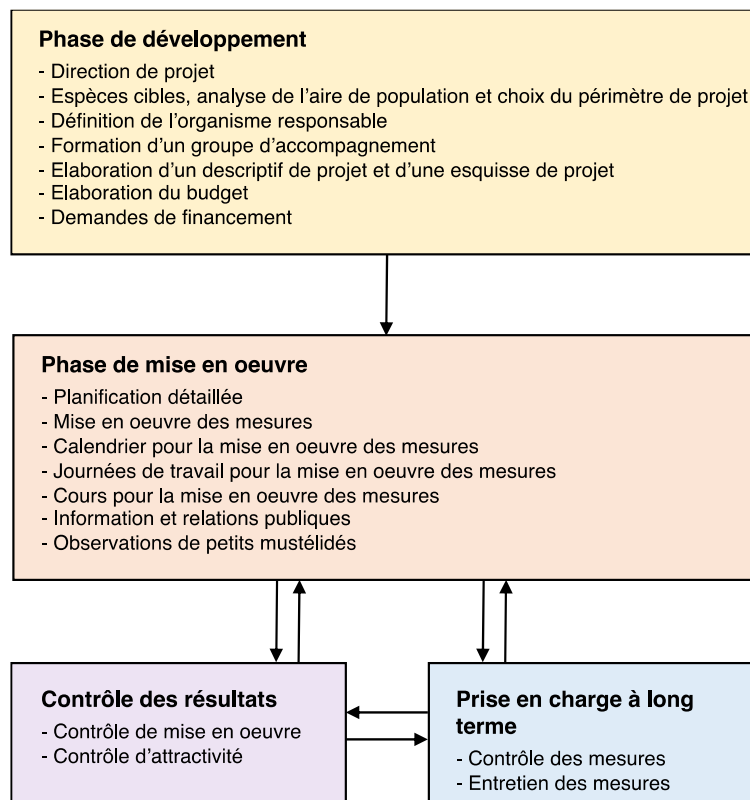 Phase de développement
- Direction de projet
- Espèces cibles, analyse de l'aire de population et choix du périmètre de projet
- Définition de l'organisme responsable
- Formation d'un groupe d'accompagnement
- Elaboration d'un descriptif de projet et d'une esquisse de projet
- Elaboration du budget
- Demandes de financement
Phase de mise en oeuvre
- Planification détaillée
- Mise en oeuvre des mesures
- Calendrier pour la mise en oeuvre des mesures
- Journées de travail pour la mise en oeuvre des mesures
- Cours pour la mise en oeuvre des mesures
- Information et relations publiques
- Observations de petits mustélidés
Contrôle des résultats
- Contrôle de mise en oeuvre
- Contrôle d'attractivité
Prise en charge à long
terme
- Contrôle des mesures
- Entretien des mesures